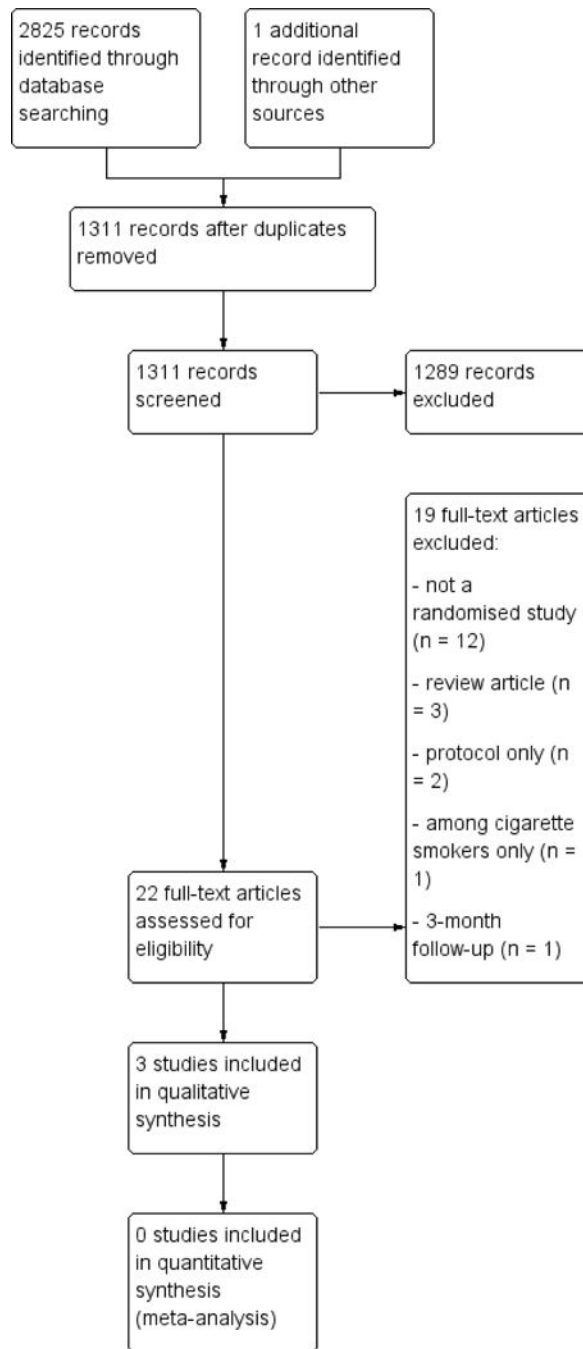 2825 records
identified through
database
searching
1 additional
record identified
through other
sources
1311 records after duplicates
removed
1311 records
screened
1289 records
excluded
19 full-text articles
excluded:
- not a
randomised study
(n = 12)
- review article (n
= 3)
- protocol only (n
= 2)
- among cigarette
smokers only (n =
1)
- 3-month
follow-up (n = 1)
22 full-text articles
assessed for
eligibility
3 studies included
in qualitative
synthesis
0 studies included
in quantitative
synthesis
(meta-analysis)